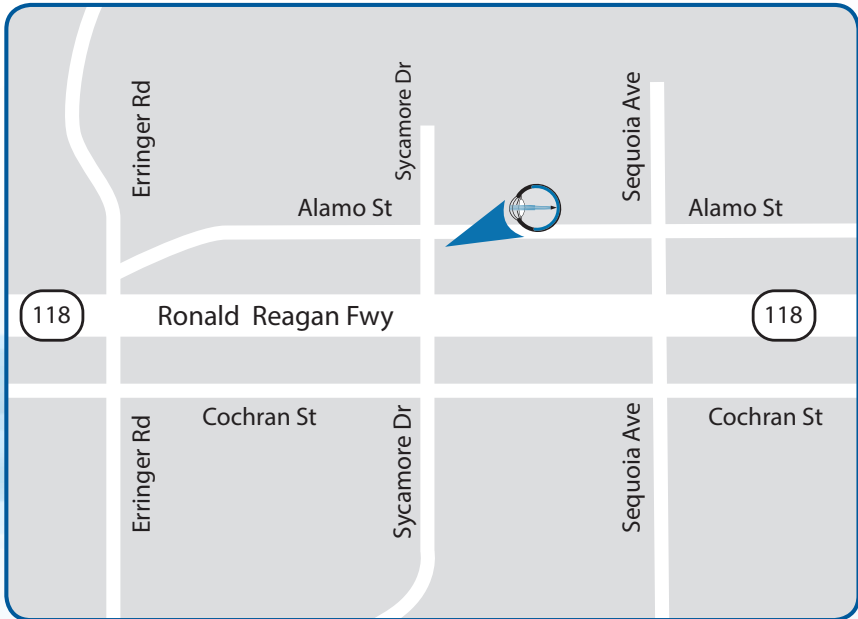 Erringer Rd
Sycamore Dr
Sequoia Ave
Alamo St
Alamo St
118
Ronald Reagan Fwy
118
Cochran St
Cochran St
Erringer Rd
Sycamore Dr
Sequoia Ave